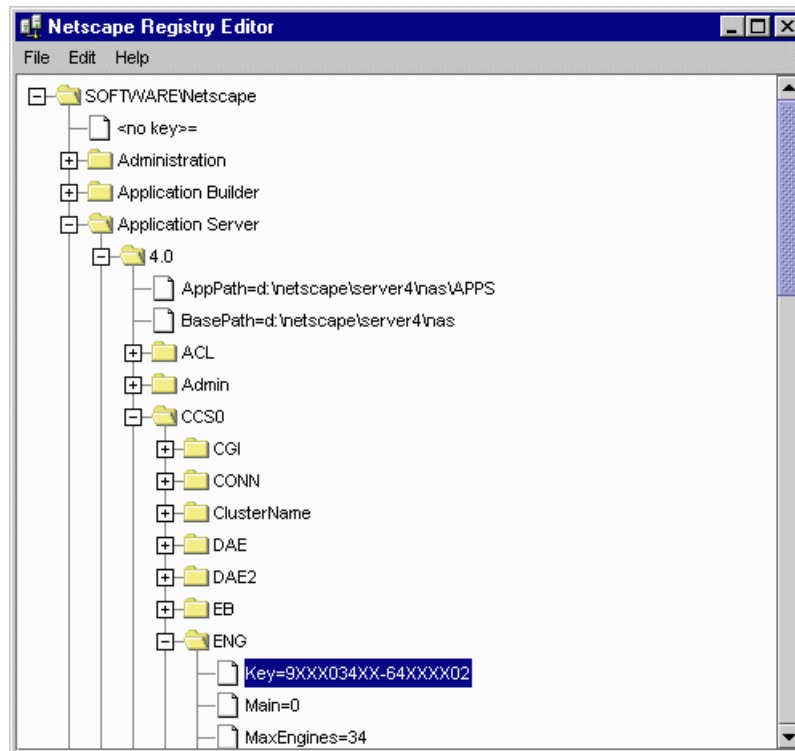 Netscape Registry Editor
File Edit Help
SOFTWARE\Netscape
<no key>=
Administration
Application Builder
Application Server
4.0
AppPath=d:\netscape\server4\nas\APPS
BasePath=d:\netscape\server4\nas
ACL
Admin
CCS0
CGI
CONN
ClusterName
DAE
DAE2
EB
ENG
Key=9XXX034XX-64XXXX02
Main=0
MaxEngines=34